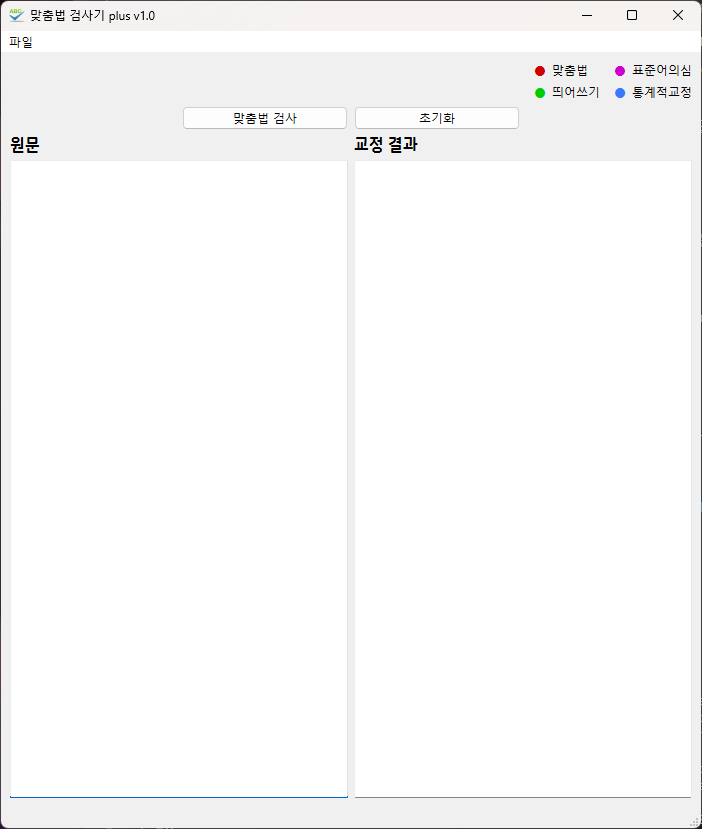 ABC
맞춤법 검사기 plus v1.0
파일
맞춤법 표준어의심
띄어쓰기 통계적교정
맞춤법 검사 초기화
원문 교정 결과